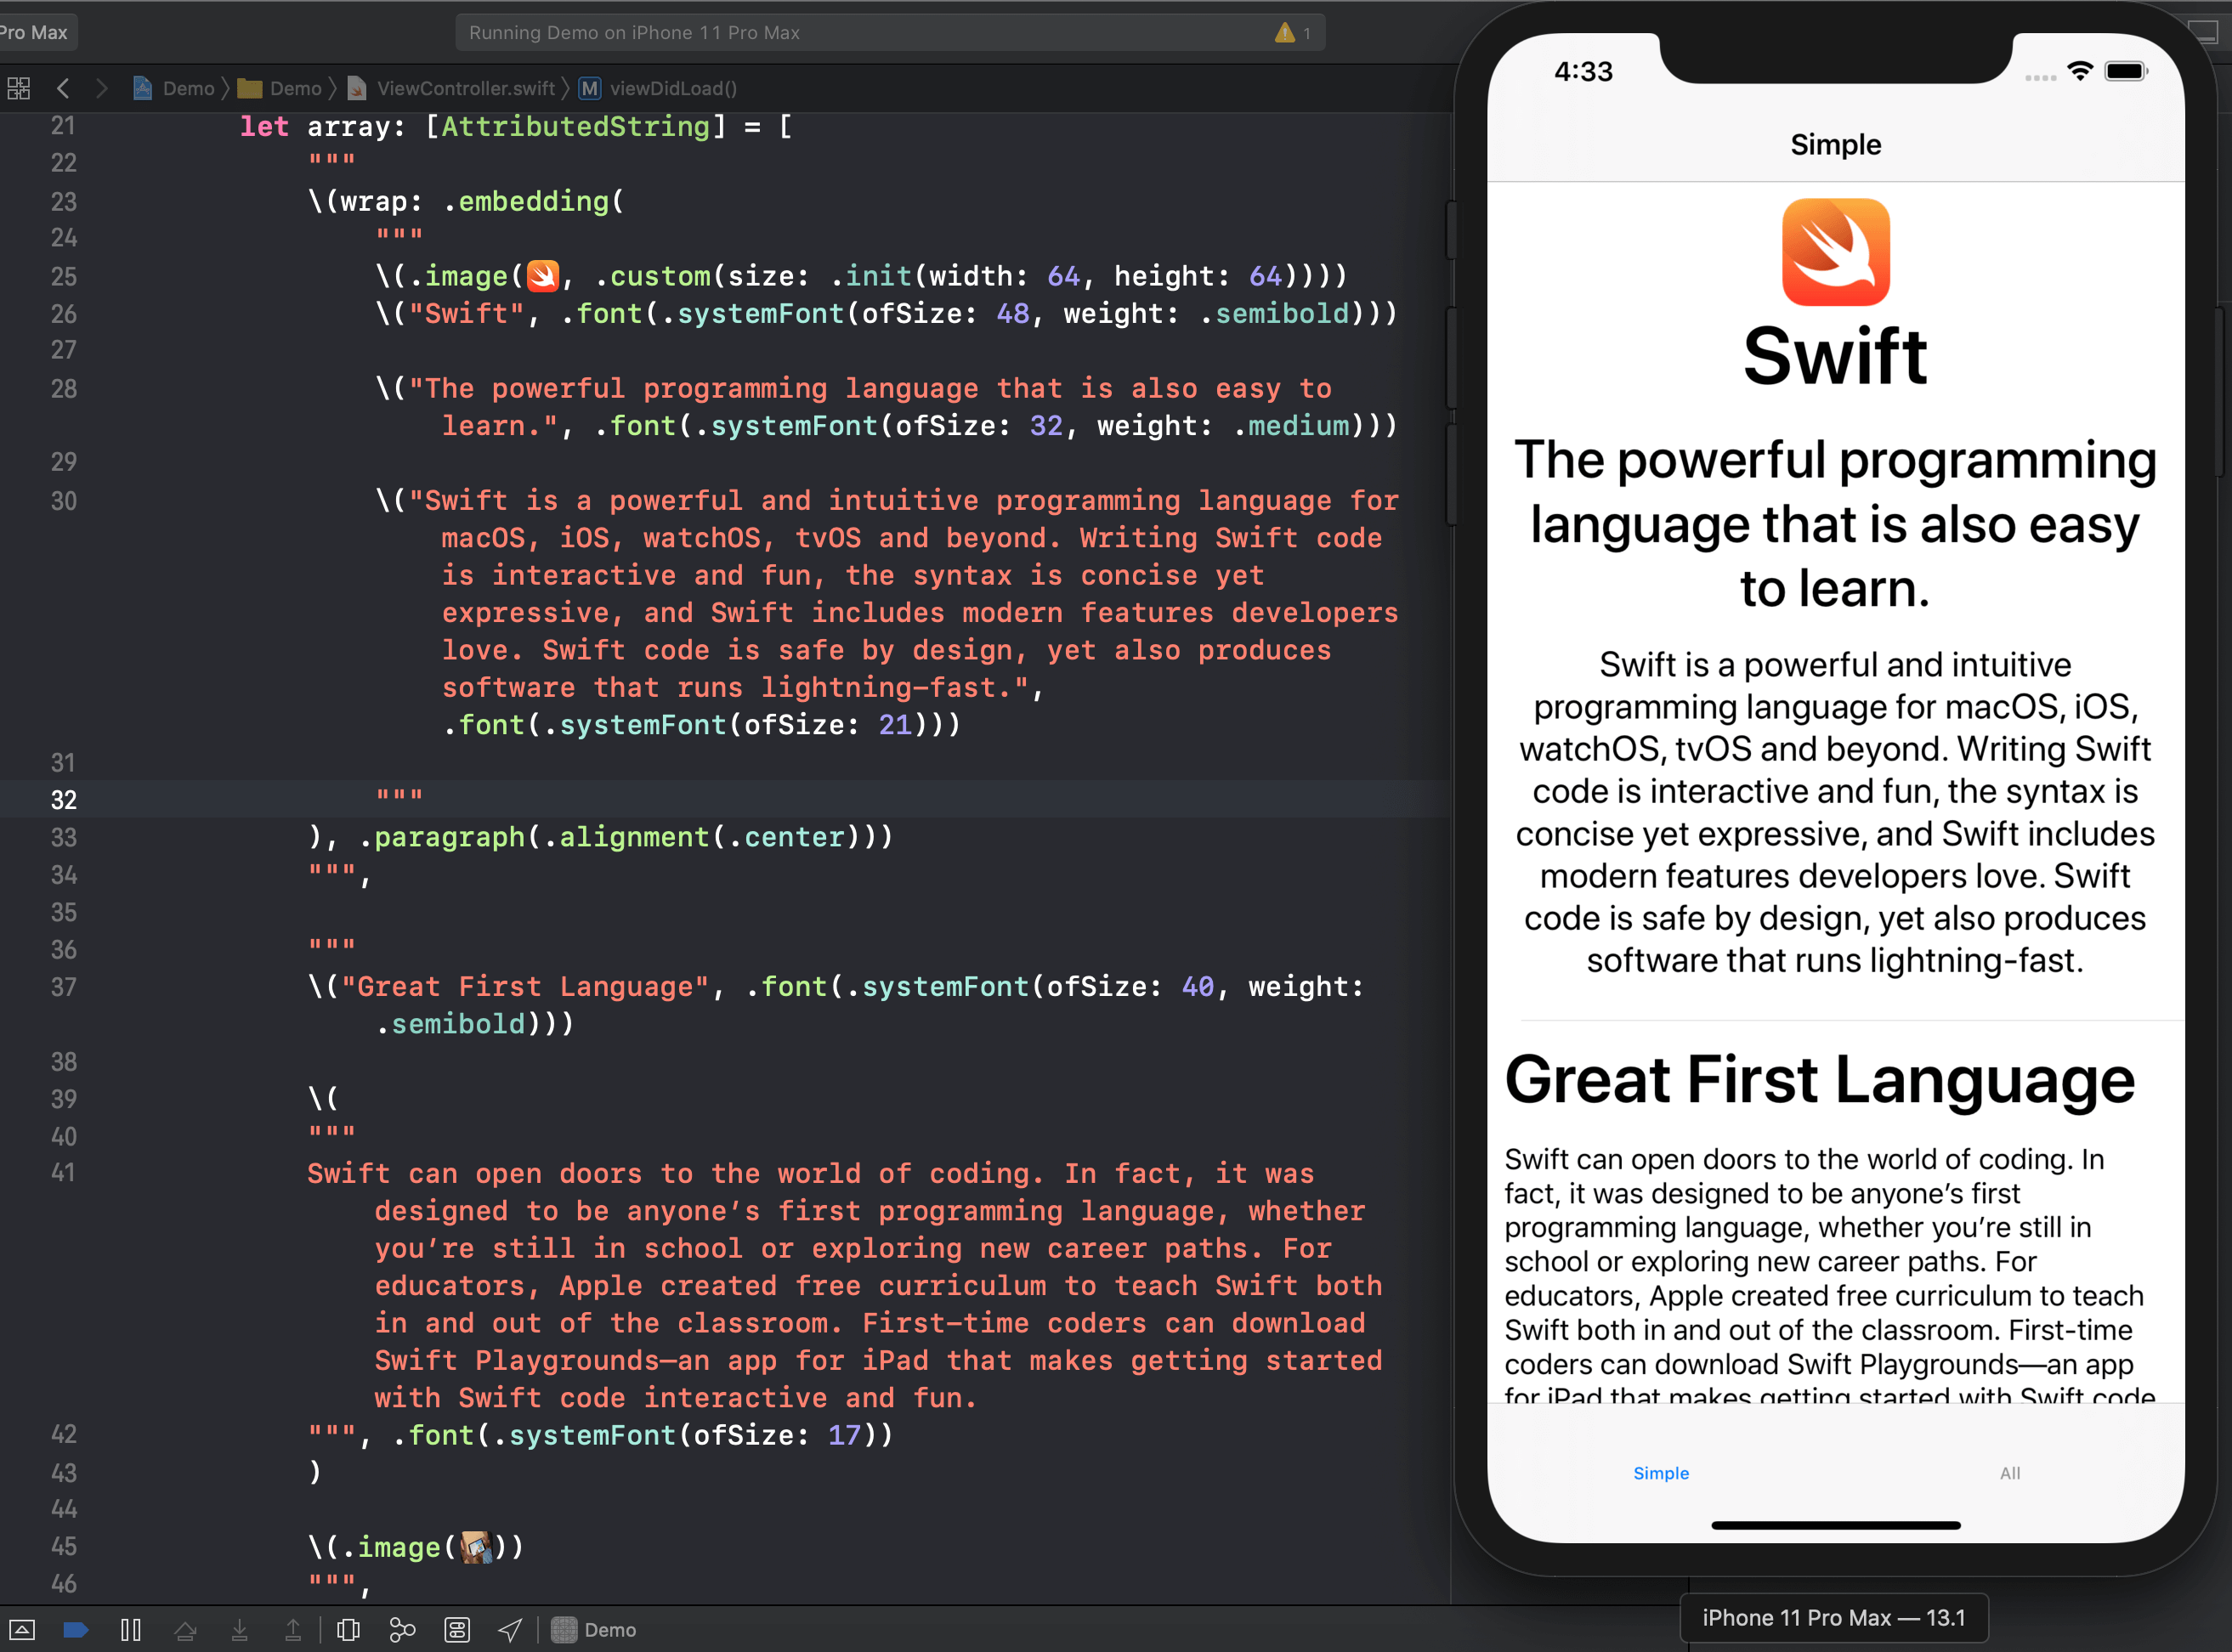 Pro Max
Running Demo on iPhone 11 Pro Max
1
Demo 〉 Demo 〉 ViewController.swift 〉 M viewDidLoad()
21 let array: [AttributedString] = [
22 """
23 \(wrap: .embedding(
24 """
25 \(.image( , .custom(size: .init(width: 64, height: 64))))
26 \("Swift", .font(.systemFont(ofSize: 48, weight: .semibold)))
27
28 \("The powerful programming language that is also easy to
learn.", .font(.systemFont(ofSize: 32, weight: .medium)))
29
30 \("Swift is a powerful and intuitive programming language for
macOS, iOS, watchOS, tvOS and beyond. Writing Swift code
is interactive and fun, the syntax is concise yet
expressive, and Swift includes modern features developers
love. Swift code is safe by design, yet also produces
software that runs lightning-fast.",
.font(.systemFont(ofSize: 21)))
31
32 """
33 ), .paragraph(.alignment(.center)))
34 """,
35
36 """
37 \("Great First Language", .font(.systemFont(ofSize: 40, weight:
.semibold)))
38
39 \(
40 """
41 Swift can open doors to the world of coding. In fact, it was
designed to be anyone’s first programming language, whether
you’re still in school or exploring new career paths. For
educators, Apple created free curriculum to teach Swift both
in and out of the classroom. First-time coders can download
Swift Playgrounds—an app for iPad that makes getting started
with Swift code interactive and fun.
42 """, .font(.systemFont(ofSize: 17))
43 )
44
45 \(.image( ))
46 """,
Demo
4:33
Simple
Swift
The powerful programming
language that is also easy
to learn.
Swift is a powerful and intuitive
programming language for macOS, iOS,
watchOS, tvOS and beyond. Writing Swift
code is interactive and fun, the syntax is
concise yet expressive, and Swift includes
modern features developers love. Swift
code is safe by design, yet also produces
software that runs lightning-fast.
Great First Language
Swift can open doors to the world of coding. In
fact, it was designed to be anyone’s first
programming language, whether you’re still in
school or exploring new career paths. For
educators, Apple created free curriculum to teach
Swift both in and out of the classroom. First-time
coders can download Swift Playgrounds—an app
for iPad that makes getting started with Swift code
Simple
All
iPhone 11 Pro Max — 13.1